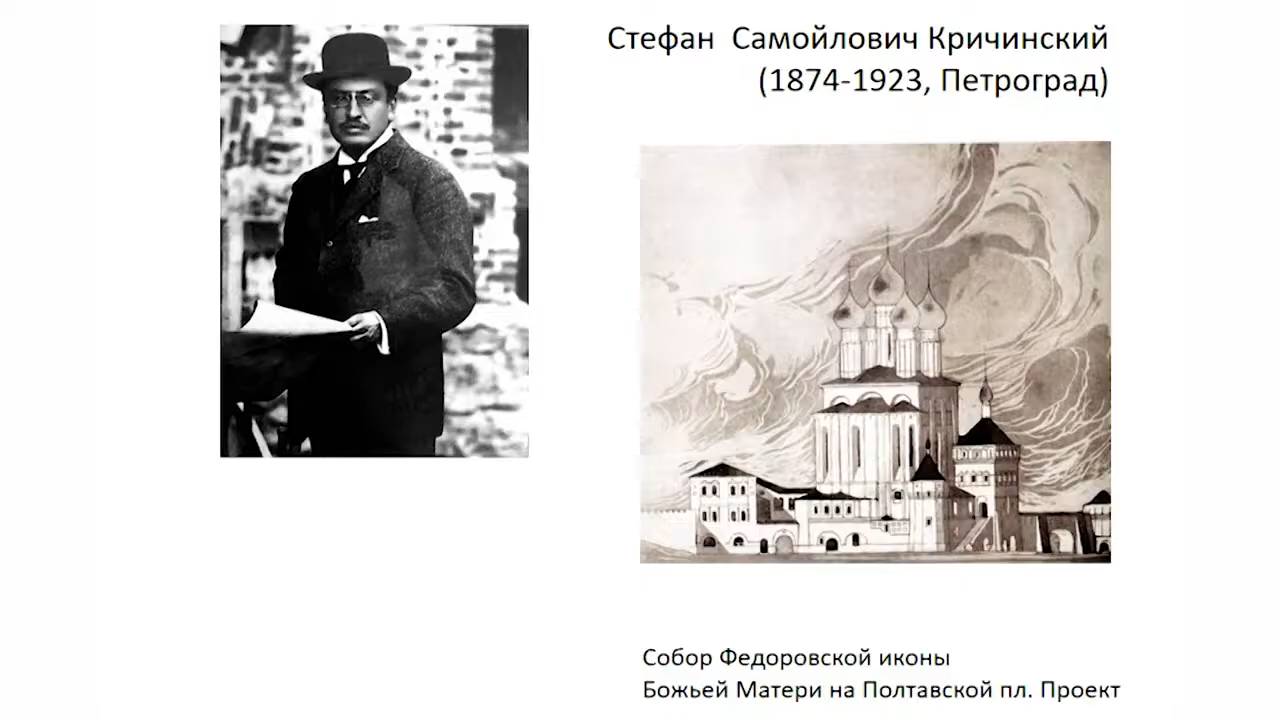 Стефан Самойлович Кричинский
(1874-1923, Петроград)
Собор Федоровской иконы
Божьей Матери на Полтавской пл. Проект